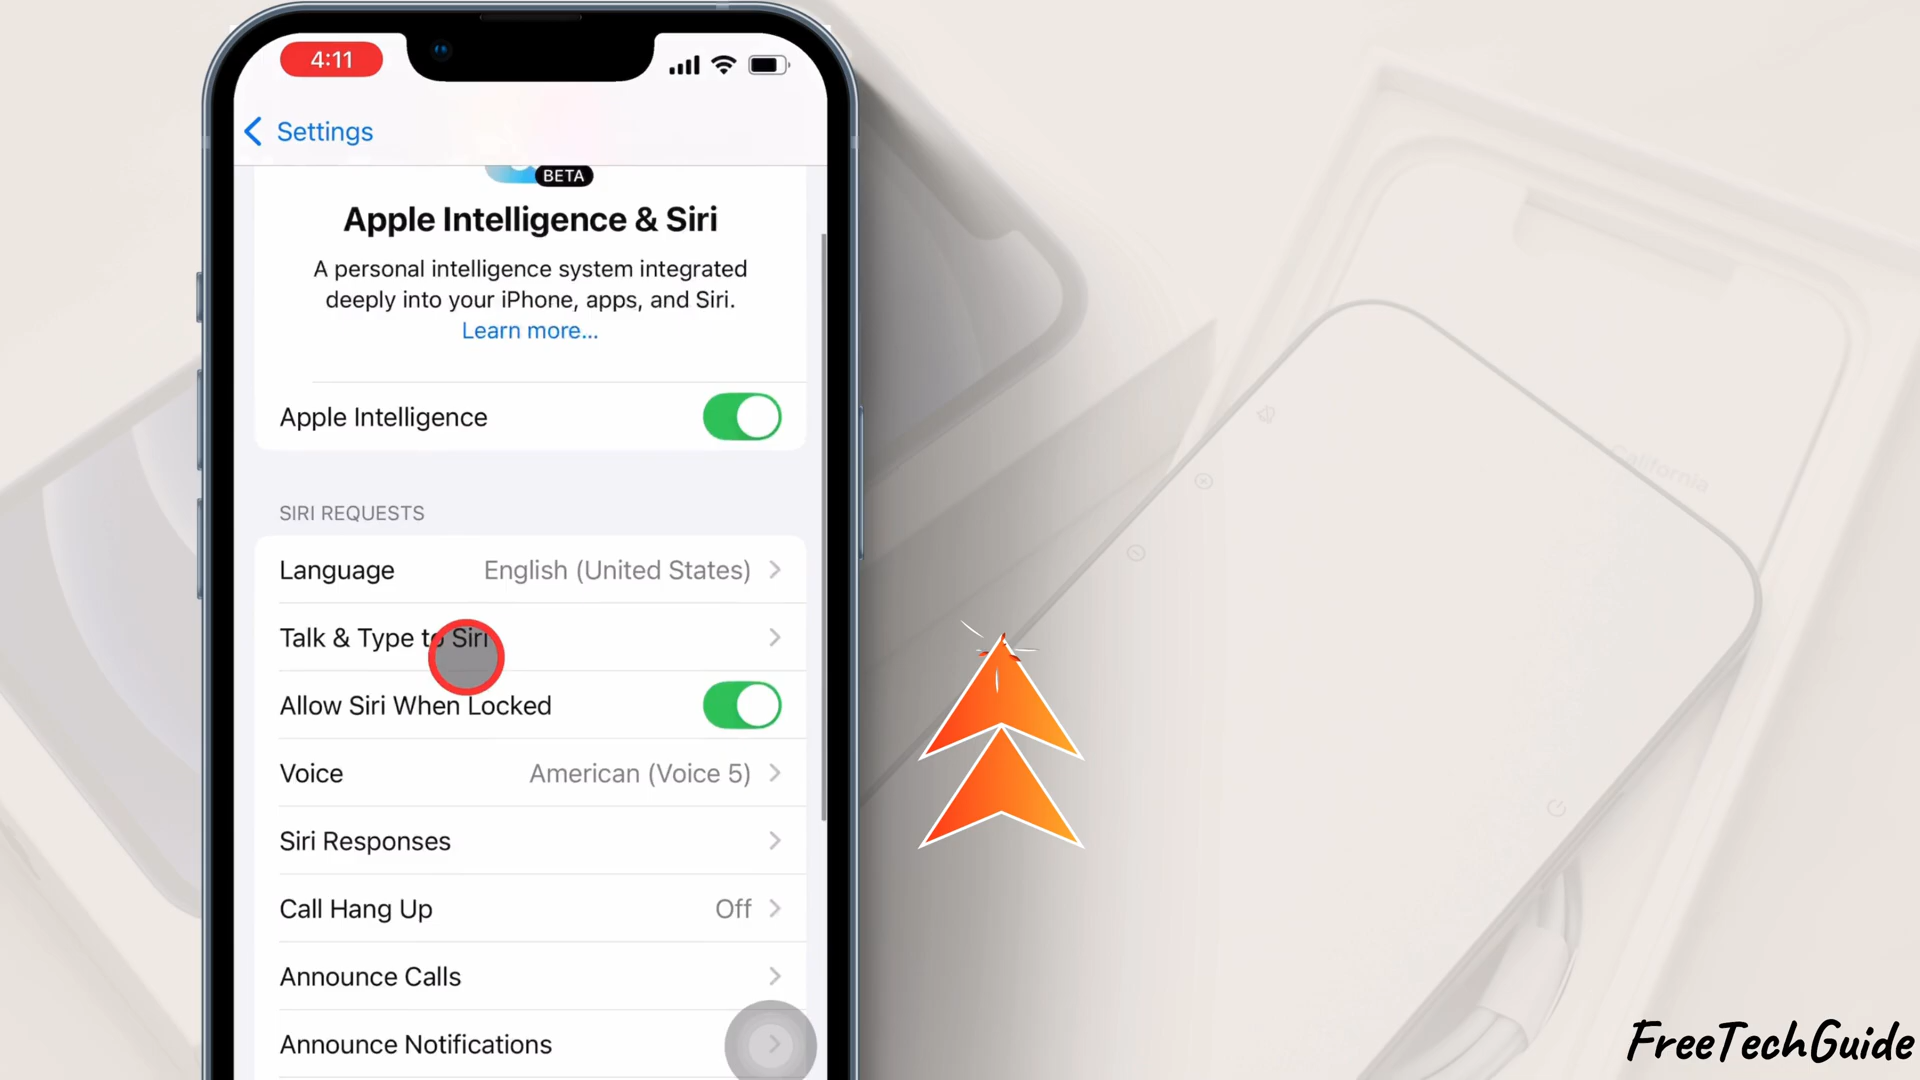 4:11
Settings
BETA
Apple Intelligence & Siri
A personal intelligence system integrated
deeply into your iPhone, apps, and Siri.
Learn more...
Apple Intelligence
SIRI REQUESTS
Language English (United States)
Talk & Type to Siri
Allow Siri When Locked
Voice American (Voice 5)
Siri Responses
Call Hang Up Off
Announce Calls
Announce Notifications
California
FreeTechGuide